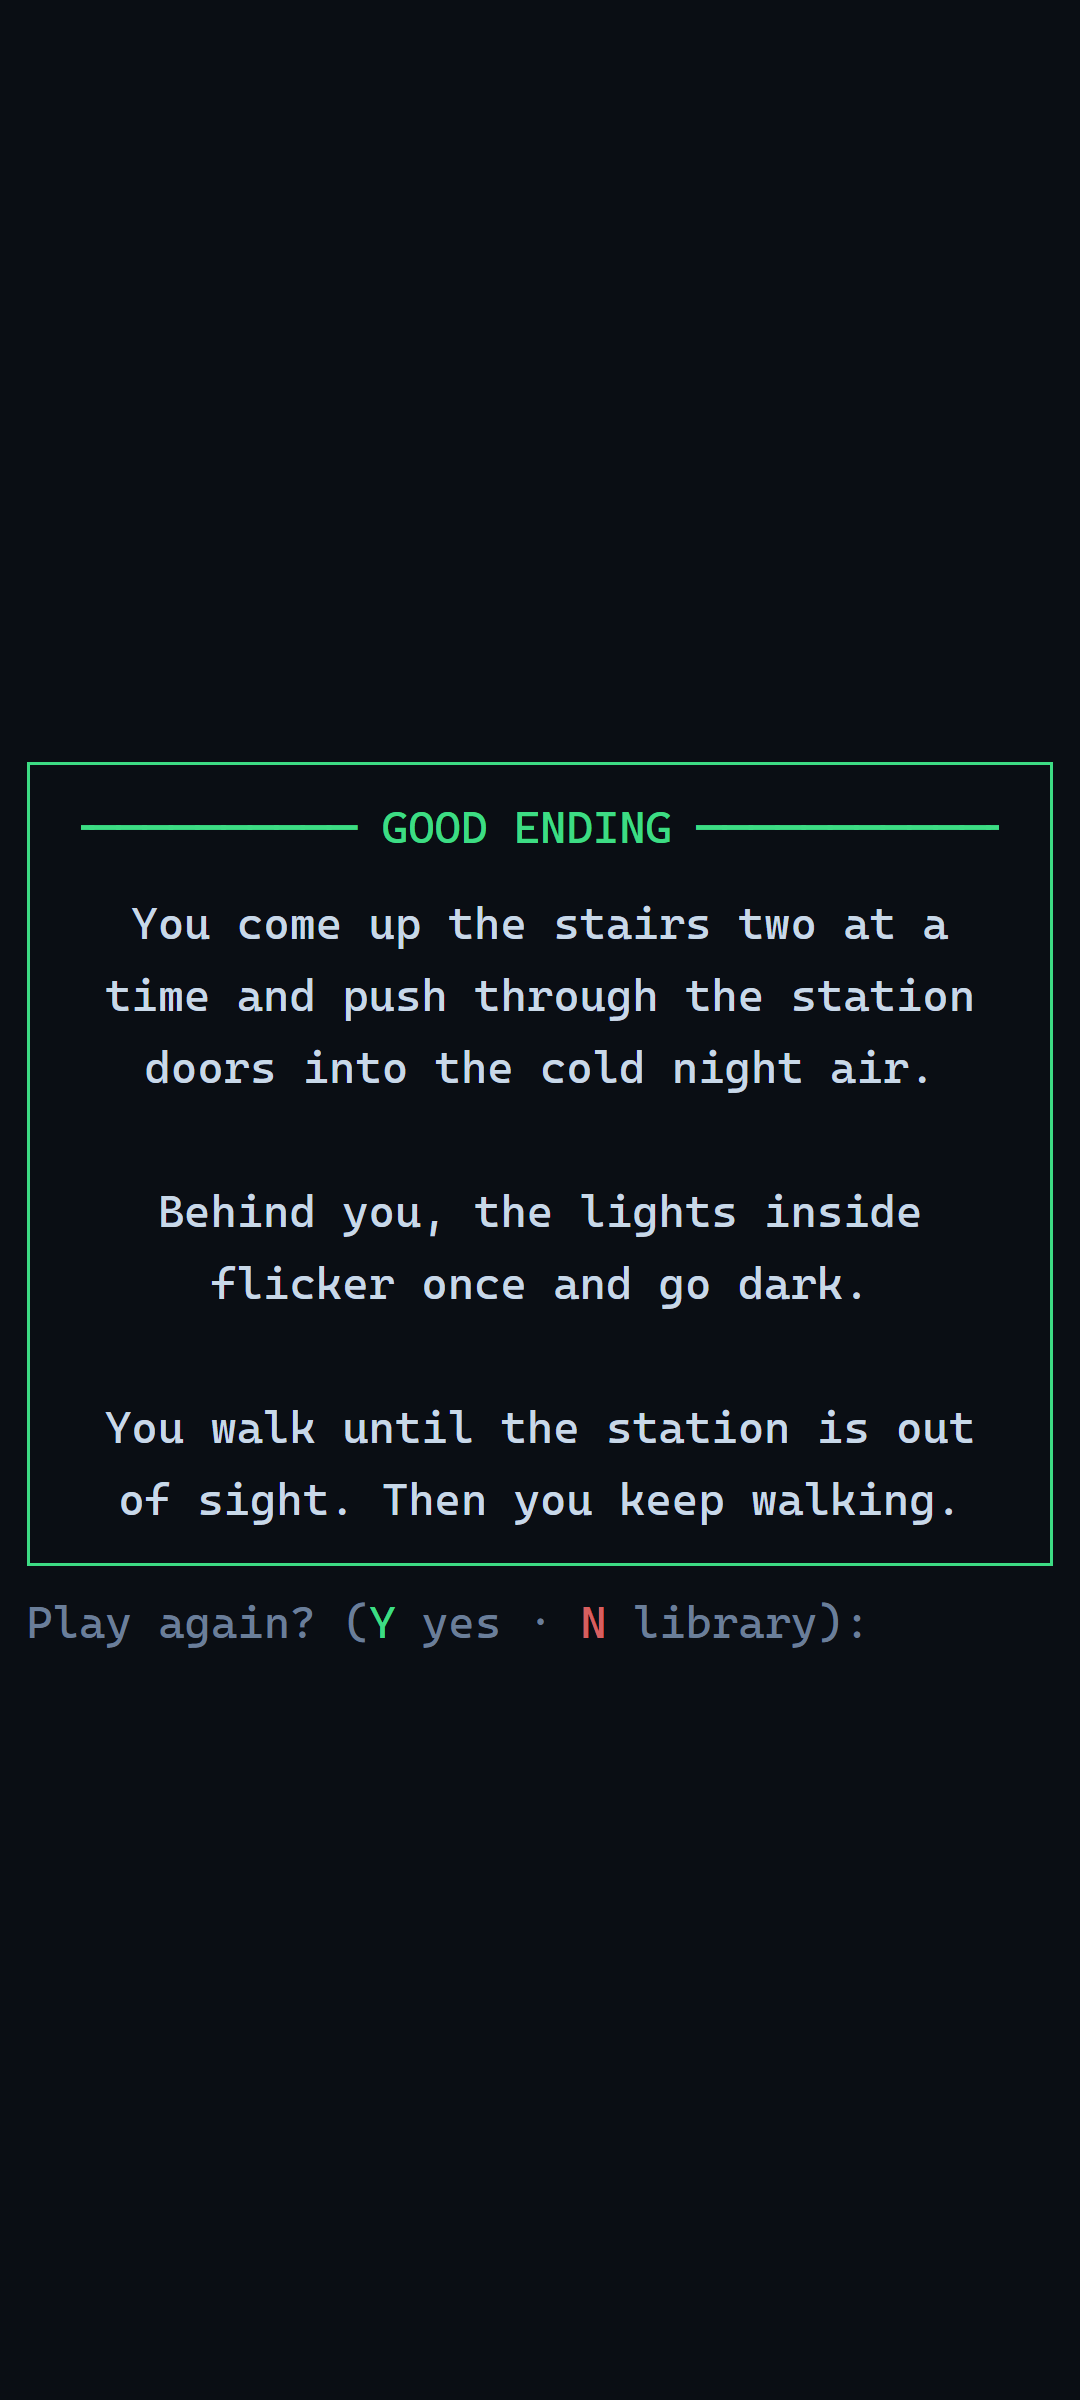 GOOD ENDING
You come up the stairs two at a
time and push through the station
doors into the cold night air.
Behind you, the lights inside
flicker once and go dark.
You walk until the station is out
of sight. Then you keep walking.
Play again? (Y yes · N library):